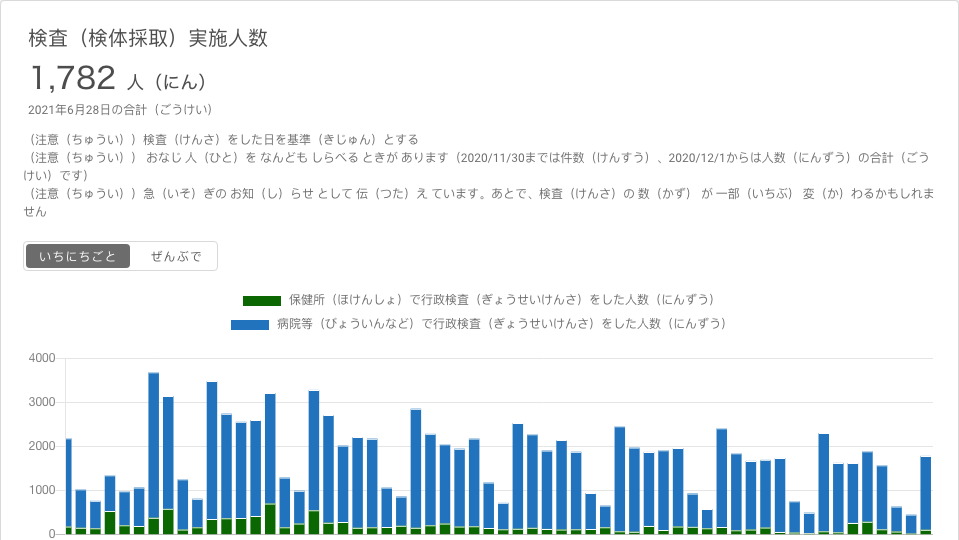 検査（検体採取）実施人数
1,782 人（にん）
2021年6月28日の合計（ごうけい）
（注意（ちゅうい））検査（けんさ）をした日を基準（きじゅん）とする
（注意（ちゅうい）） おなじ 人（ひと）を なんども しらべる ときが あります（2020/11/30までは件数（けんすう）、2020/12/1からは人数（にんずう）の合計（ごう
けい）です）
（注意（ちゅうい））急（いそ）ぎの お知（し）らせ として 伝（つた）え ています。あとで、検査（けんさ）の 数（かず） が 一部（いちぶ） 変（か）わるかもしれま
せん
いちにちごと ぜんぶで
保健所（ほけんしょ）で行政検査（ぎょうせいけんさ）をした人数（にんずう）
病院等（びょういんなど）で行政検査（ぎょうせいけんさ）をした人数（にんずう）
4000
3000
2000
1000
0